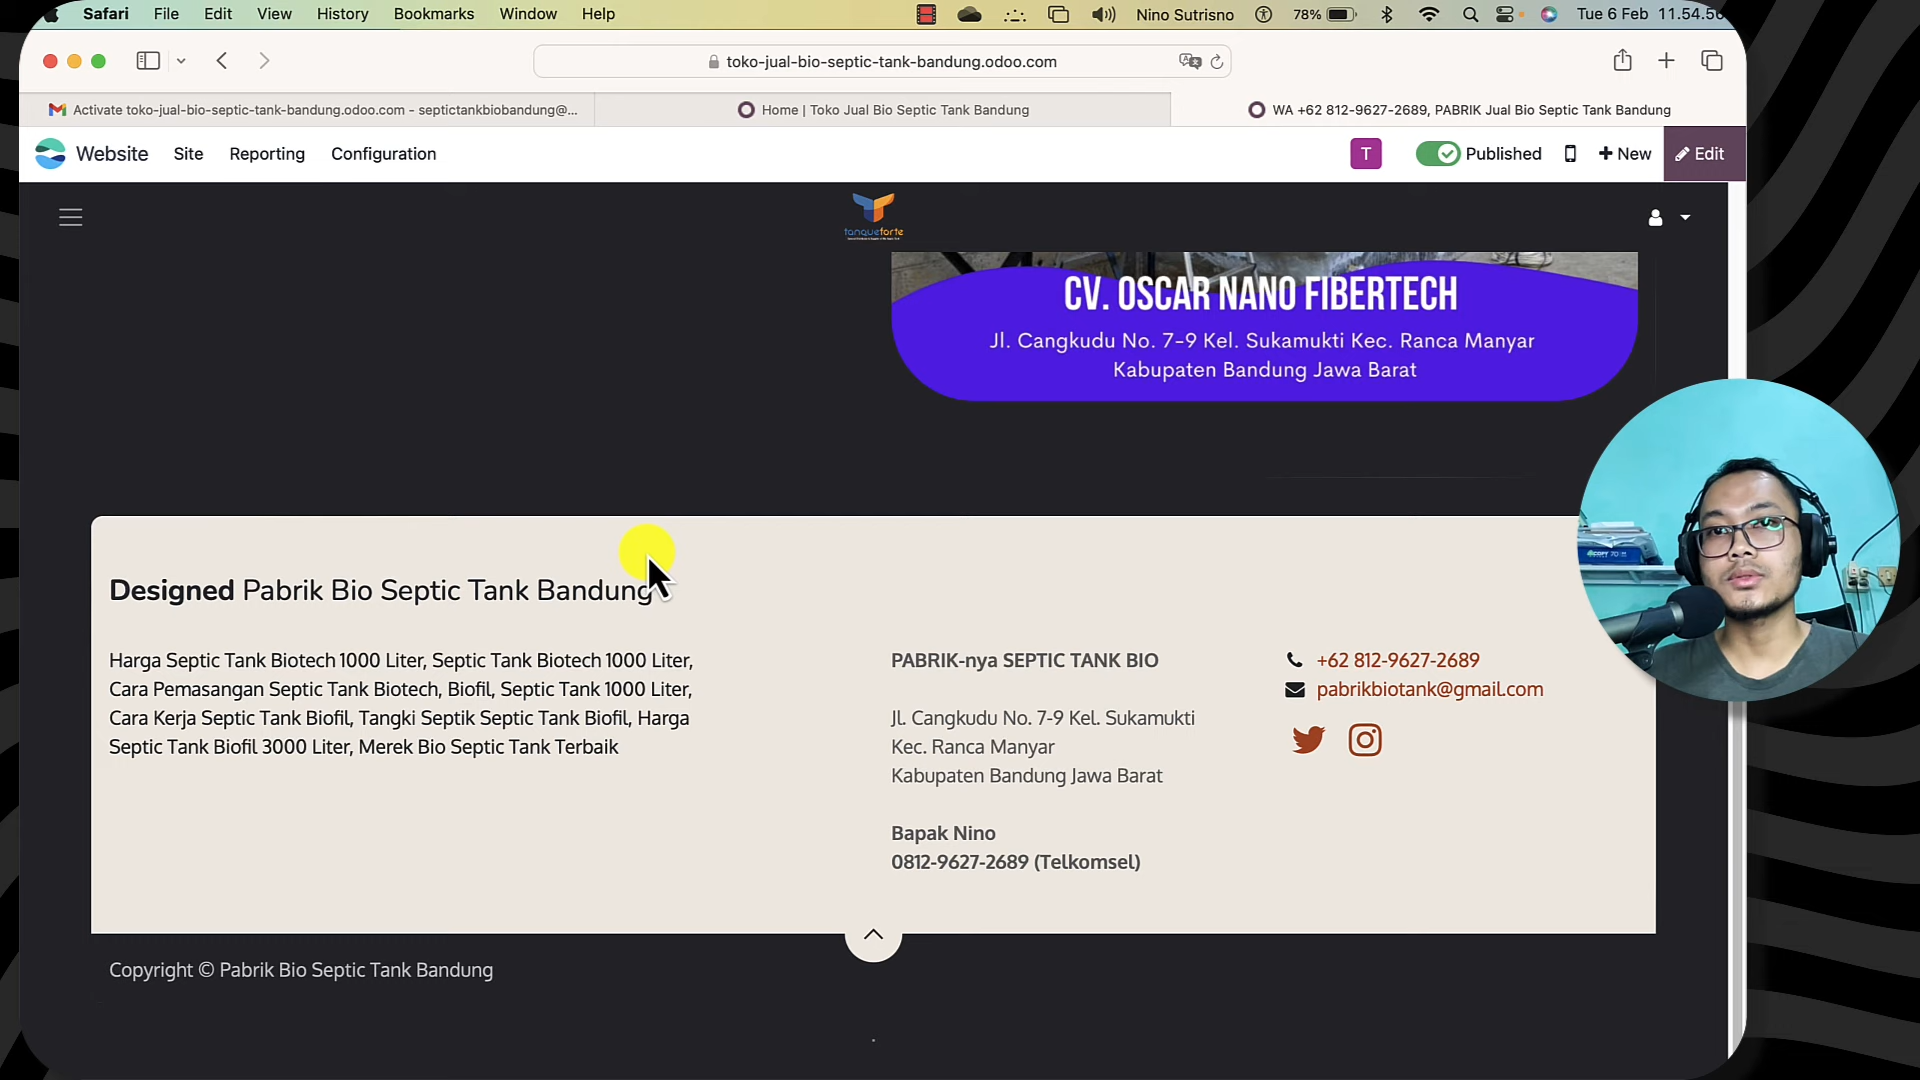 Safari File Edit View History Bookmarks Window Help
Nino Sutrisno 78% Tue 6 Feb 11.54.56
toko-jual-bio-septic-tank-bandung.odoo.com
Activate toko-jual-bio-septic-tank-bandung.odoo.com - septictankbiobandung@...
Home | Toko Jual Bio Septic Tank Bandung
WA +62 812-9627-2689, PABRIK Jual Bio Septic Tank Bandung
Website Site Reporting Configuration
T Published + New Edit
tanqueforte
CV. OSCAR NANO FIBERTECH
Jl. Cangkudu No. 7-9 Kel. Sukamukti Kec. Ranca Manyar
Kabupaten Bandung Jawa Barat
Designed Pabrik Bio Septic Tank Bandung
Harga Septic Tank Biotech 1000 Liter, Septic Tank Biotech 1000 Liter,
Cara Pemasangan Septic Tank Biotech, Biofil, Septic Tank 1000 Liter,
Cara Kerja Septic Tank Biofil, Tangki Septik Septic Tank Biofil, Harga
Septic Tank Biofil 3000 Liter, Merek Bio Septic Tank Terbaik
PABRIK-nya SEPTIC TANK BIO
Jl. Cangkudu No. 7-9 Kel. Sukamukti
Kec. Ranca Manyar
Kabupaten Bandung Jawa Barat
Bapak Nino
0812-9627-2689 (Telkomsel)
+62 812-9627-2689
pabrikbiotank@gmail.com
Copyright © Pabrik Bio Septic Tank Bandung